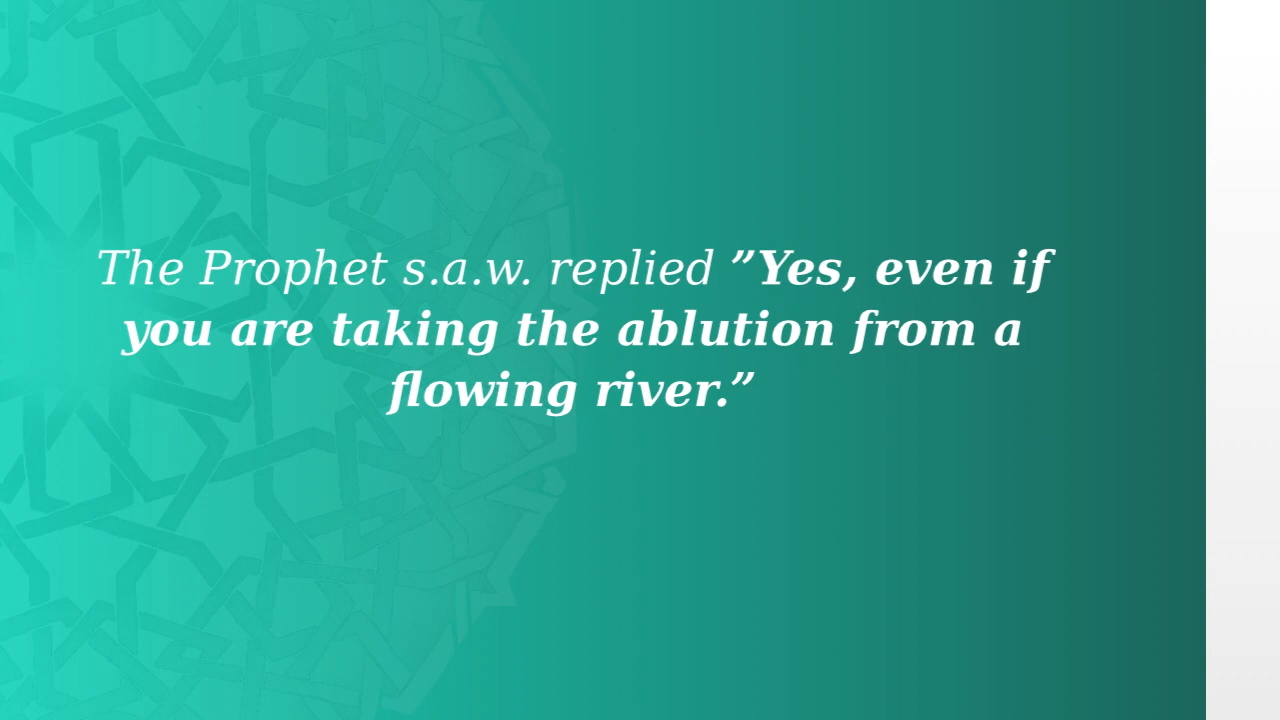 The Prophet s.a.w. replied ”Yes, even if
you are taking the ablution from a
flowing river.”